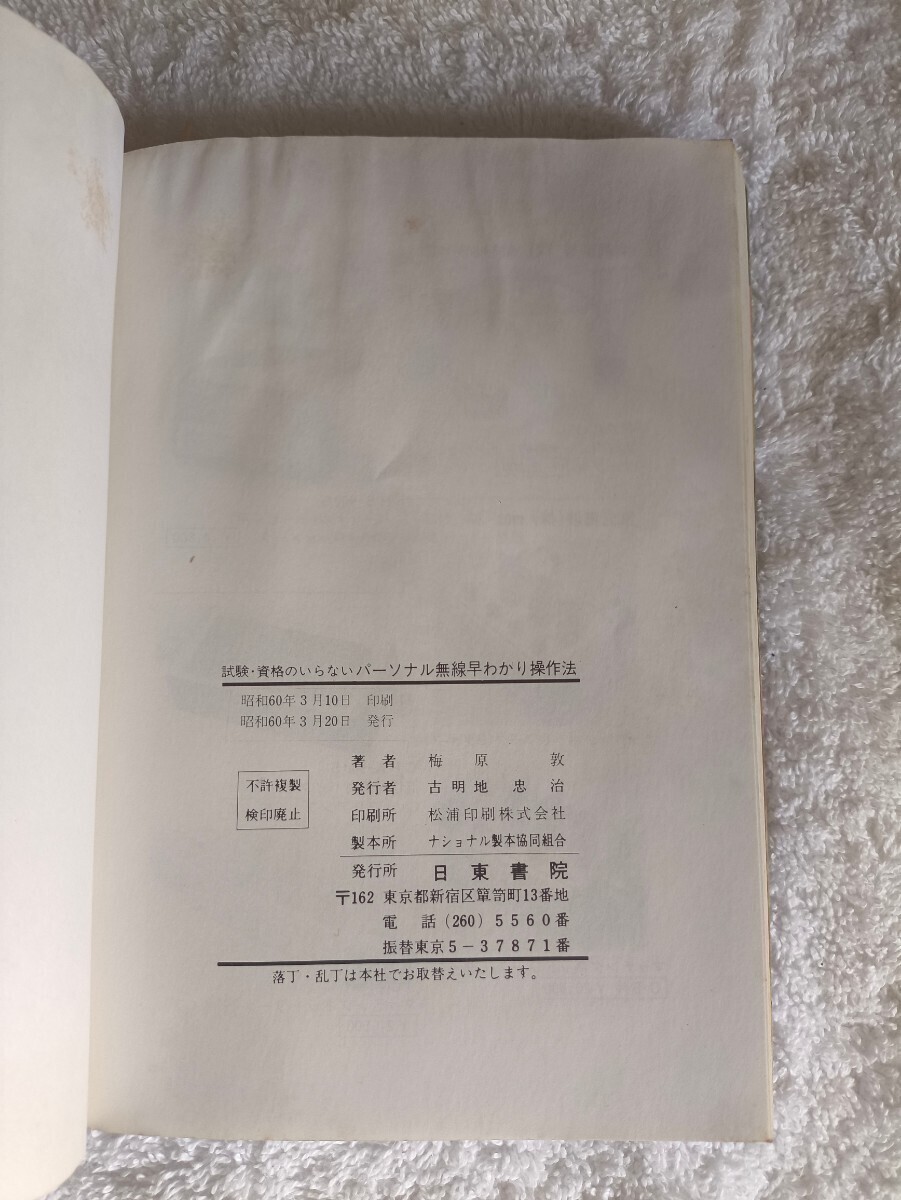 試験・資格のいらないパーソナル無線早わかり操作法
昭和60年3月10日 印刷
昭和60年3月20日 発行
不許複製
検印廃止
著者 梅原 敦
発行者 古明地 忠治
印刷所 松浦印刷株式会社
製本所 ナショナル製本協同組合
発行所 日東書院
〒162 東京都新宿区簞笥町13番地
電話 (260) 5560番
振替東京5-37871番
落丁・乱丁は本社でお取替えいたします。